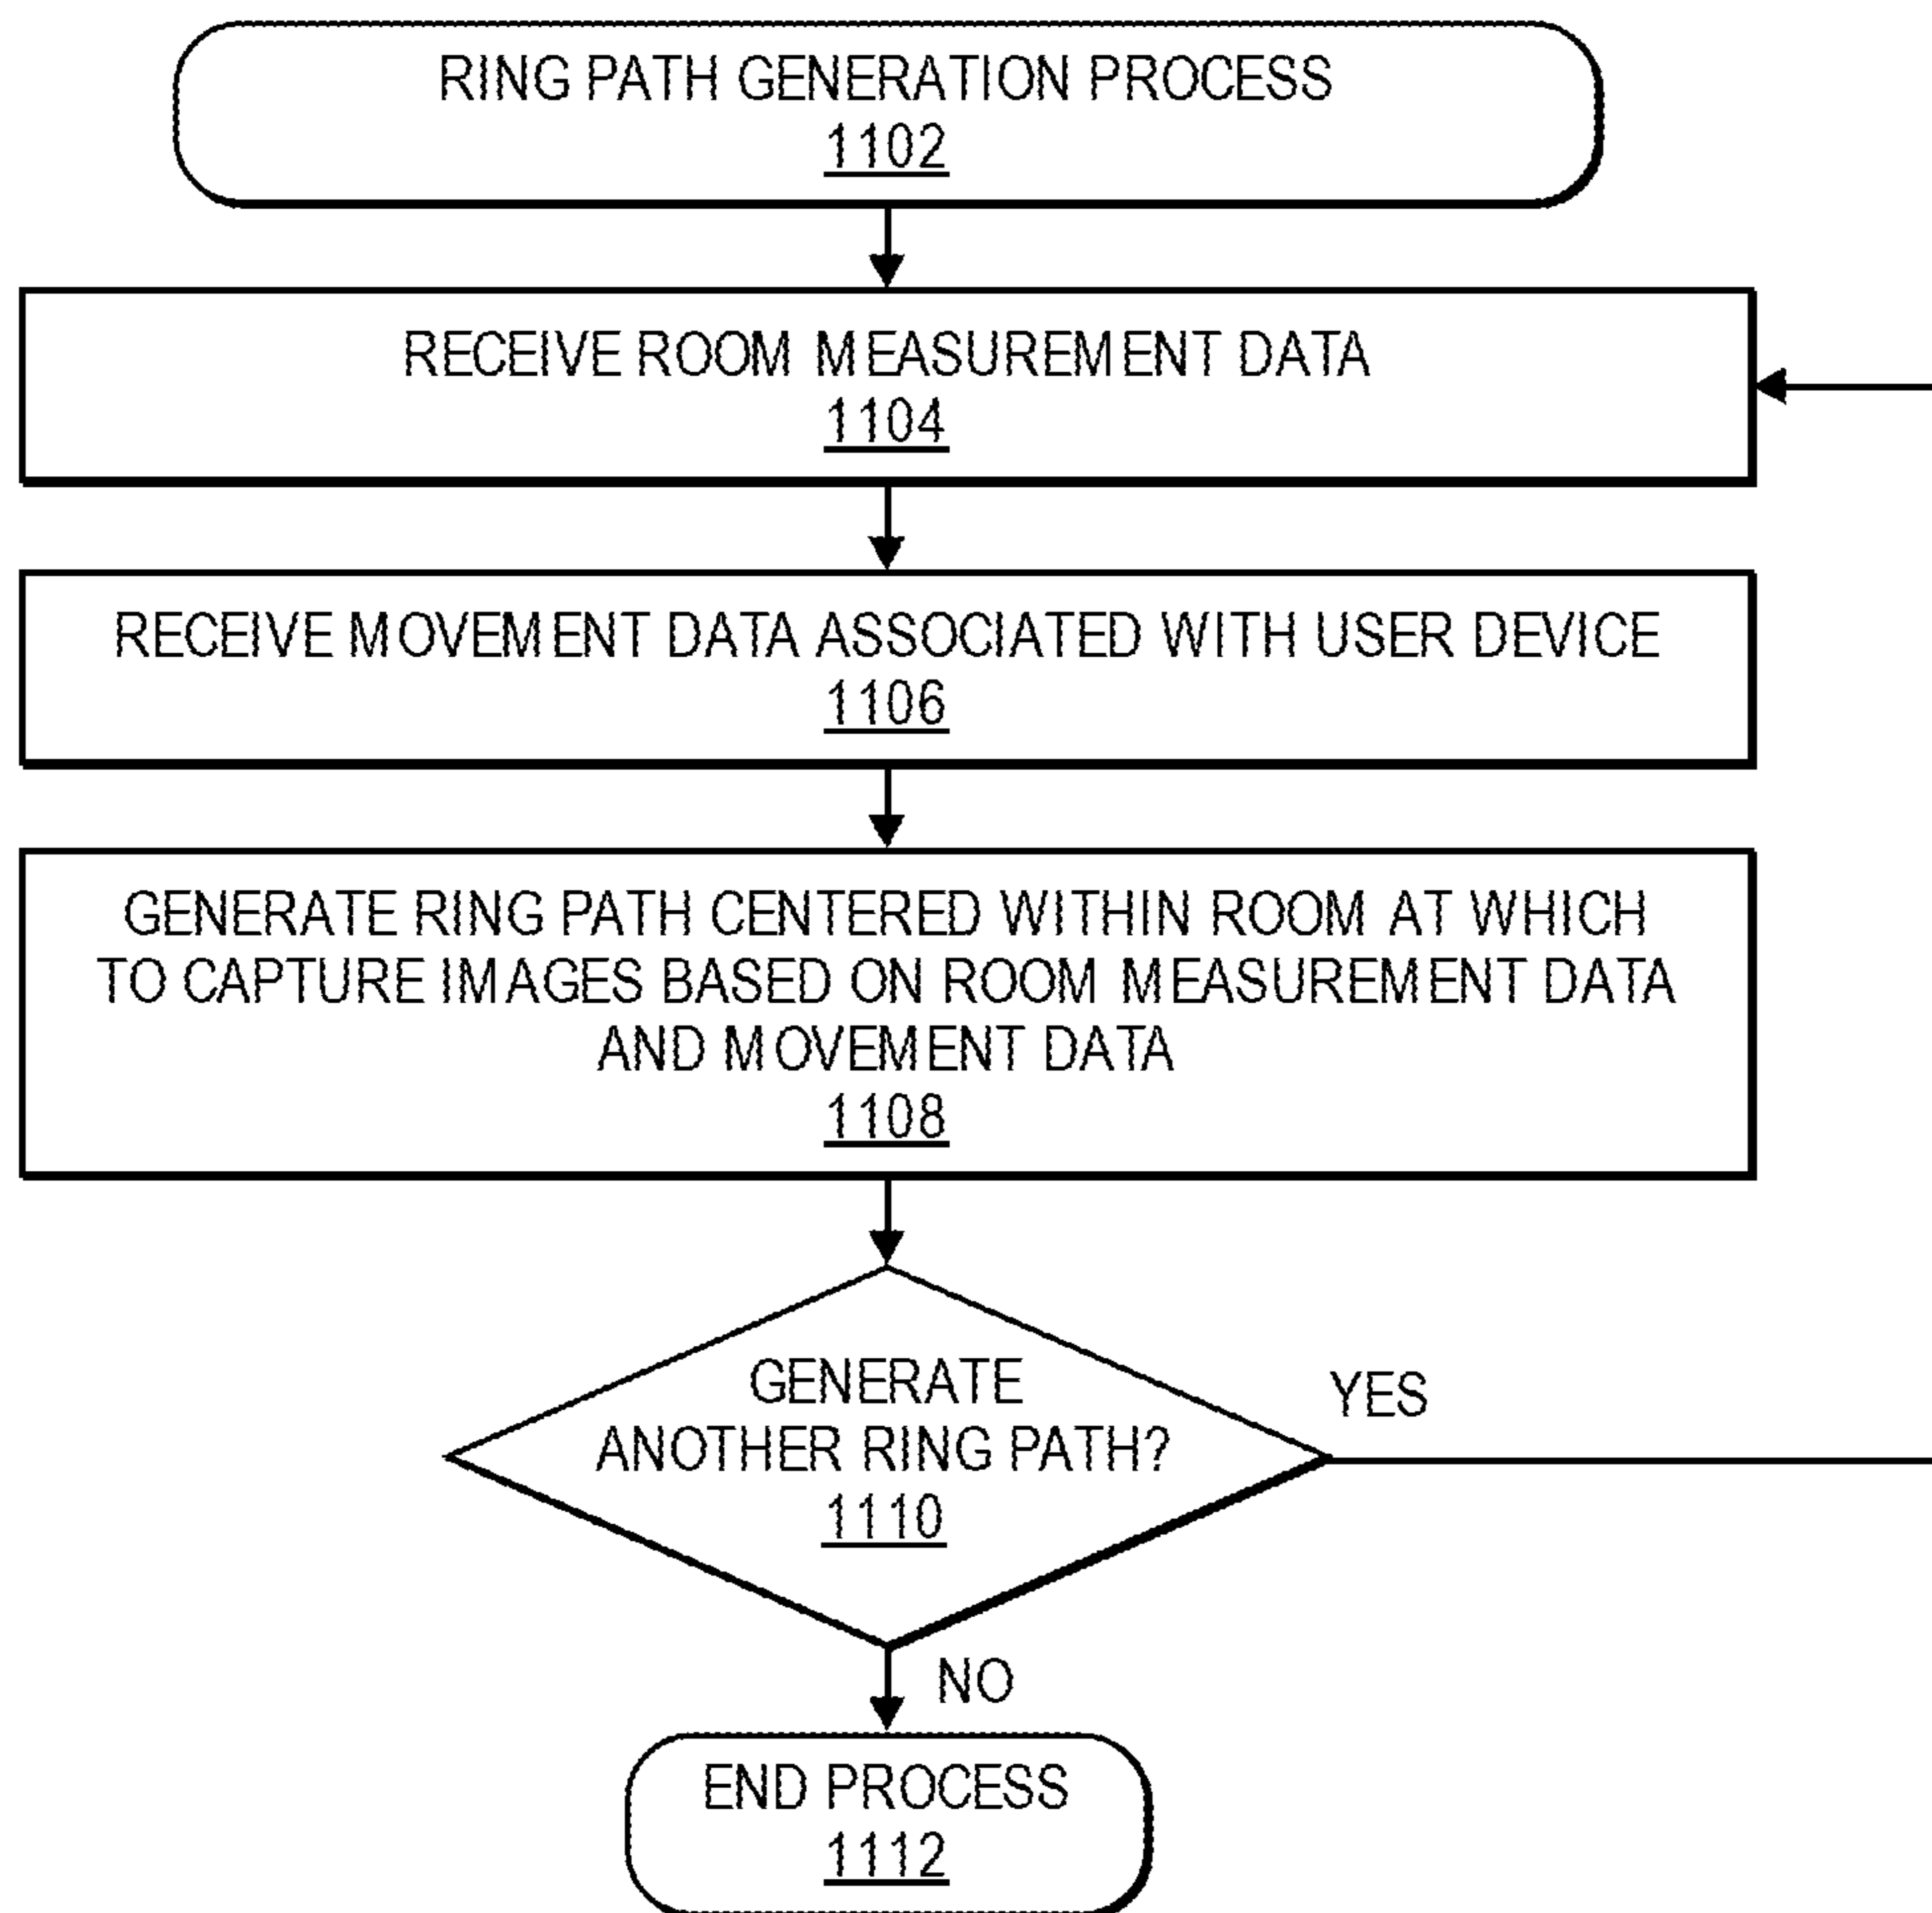 RING PATH GENERATION PROCESS
1102
RECEIVE ROOM MEASUREMENT DATA
1104
RECEIVE MOVEMENT DATA ASSOCIATED WITH USER DEVICE
1106
GENERATE RING PATH CENTERED WITHIN ROOM AT WHICH
TO CAPTURE IMAGES BASED ON ROOM MEASUREMENT DATA
AND MOVEMENT DATA
1108
GENERATE
ANOTHER RING PATH?
1110
YES
NO
END PROCESS
1112